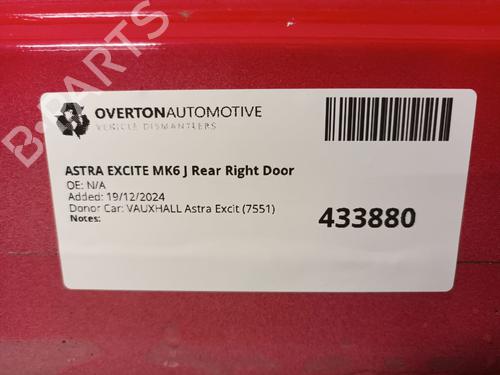 B-PARTS
OVERTONAUTOMOTIVE
VEHICLE DISMANTLERS
ASTRA EXCITE MK6 J Rear Right Door
OE: N/A
Added: 19/12/2024
Donor Car: VAUXHALL Astra Excit (7551)
Notes:
433880